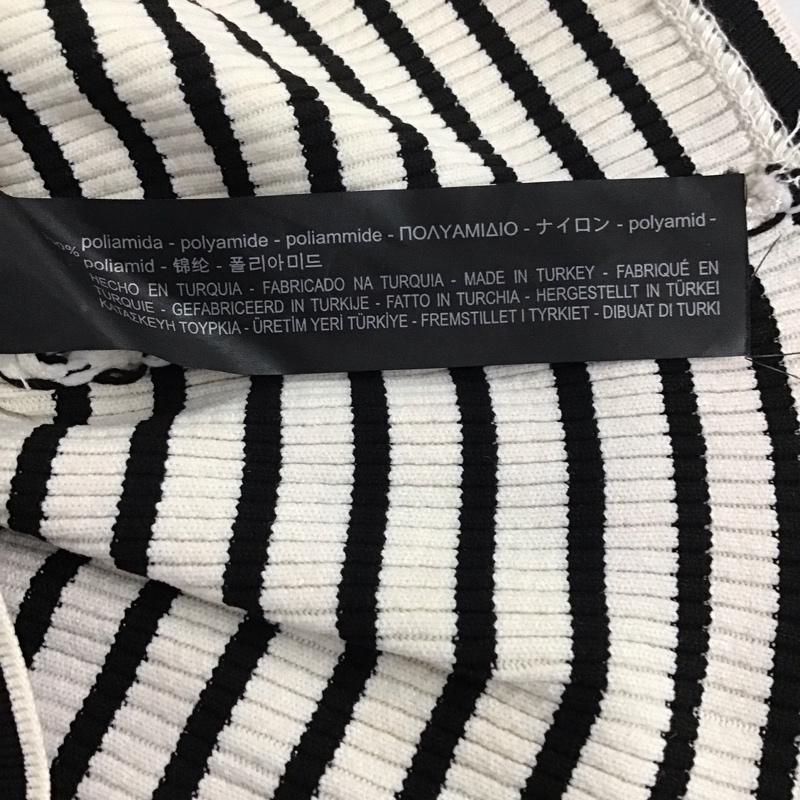 % poliamida - polyamide - poliammide - ΠΟΛΥΑΜΙΔΙΟ - ナイロン - polyamid -
poliamid - 锦纶 - 폴리아미드
HECHO EN TURQUIA - FABRICADO NA TURQUIA - MADE IN TURKEY - FABRIQUÉ EN
TURQUIE - GEFABRICEERD IN TURKIJE - FATTO IN TURCHIA - HERGESTELLT IN TÜRKEI
ΚΑΤΑΣΚΕΥΗ ΤΟΥΡΚΙΑ - ÜRETİM YERİ TÜRKİYE - FREMSTILLET I TYRKIET - DIBUAT DI TURKI